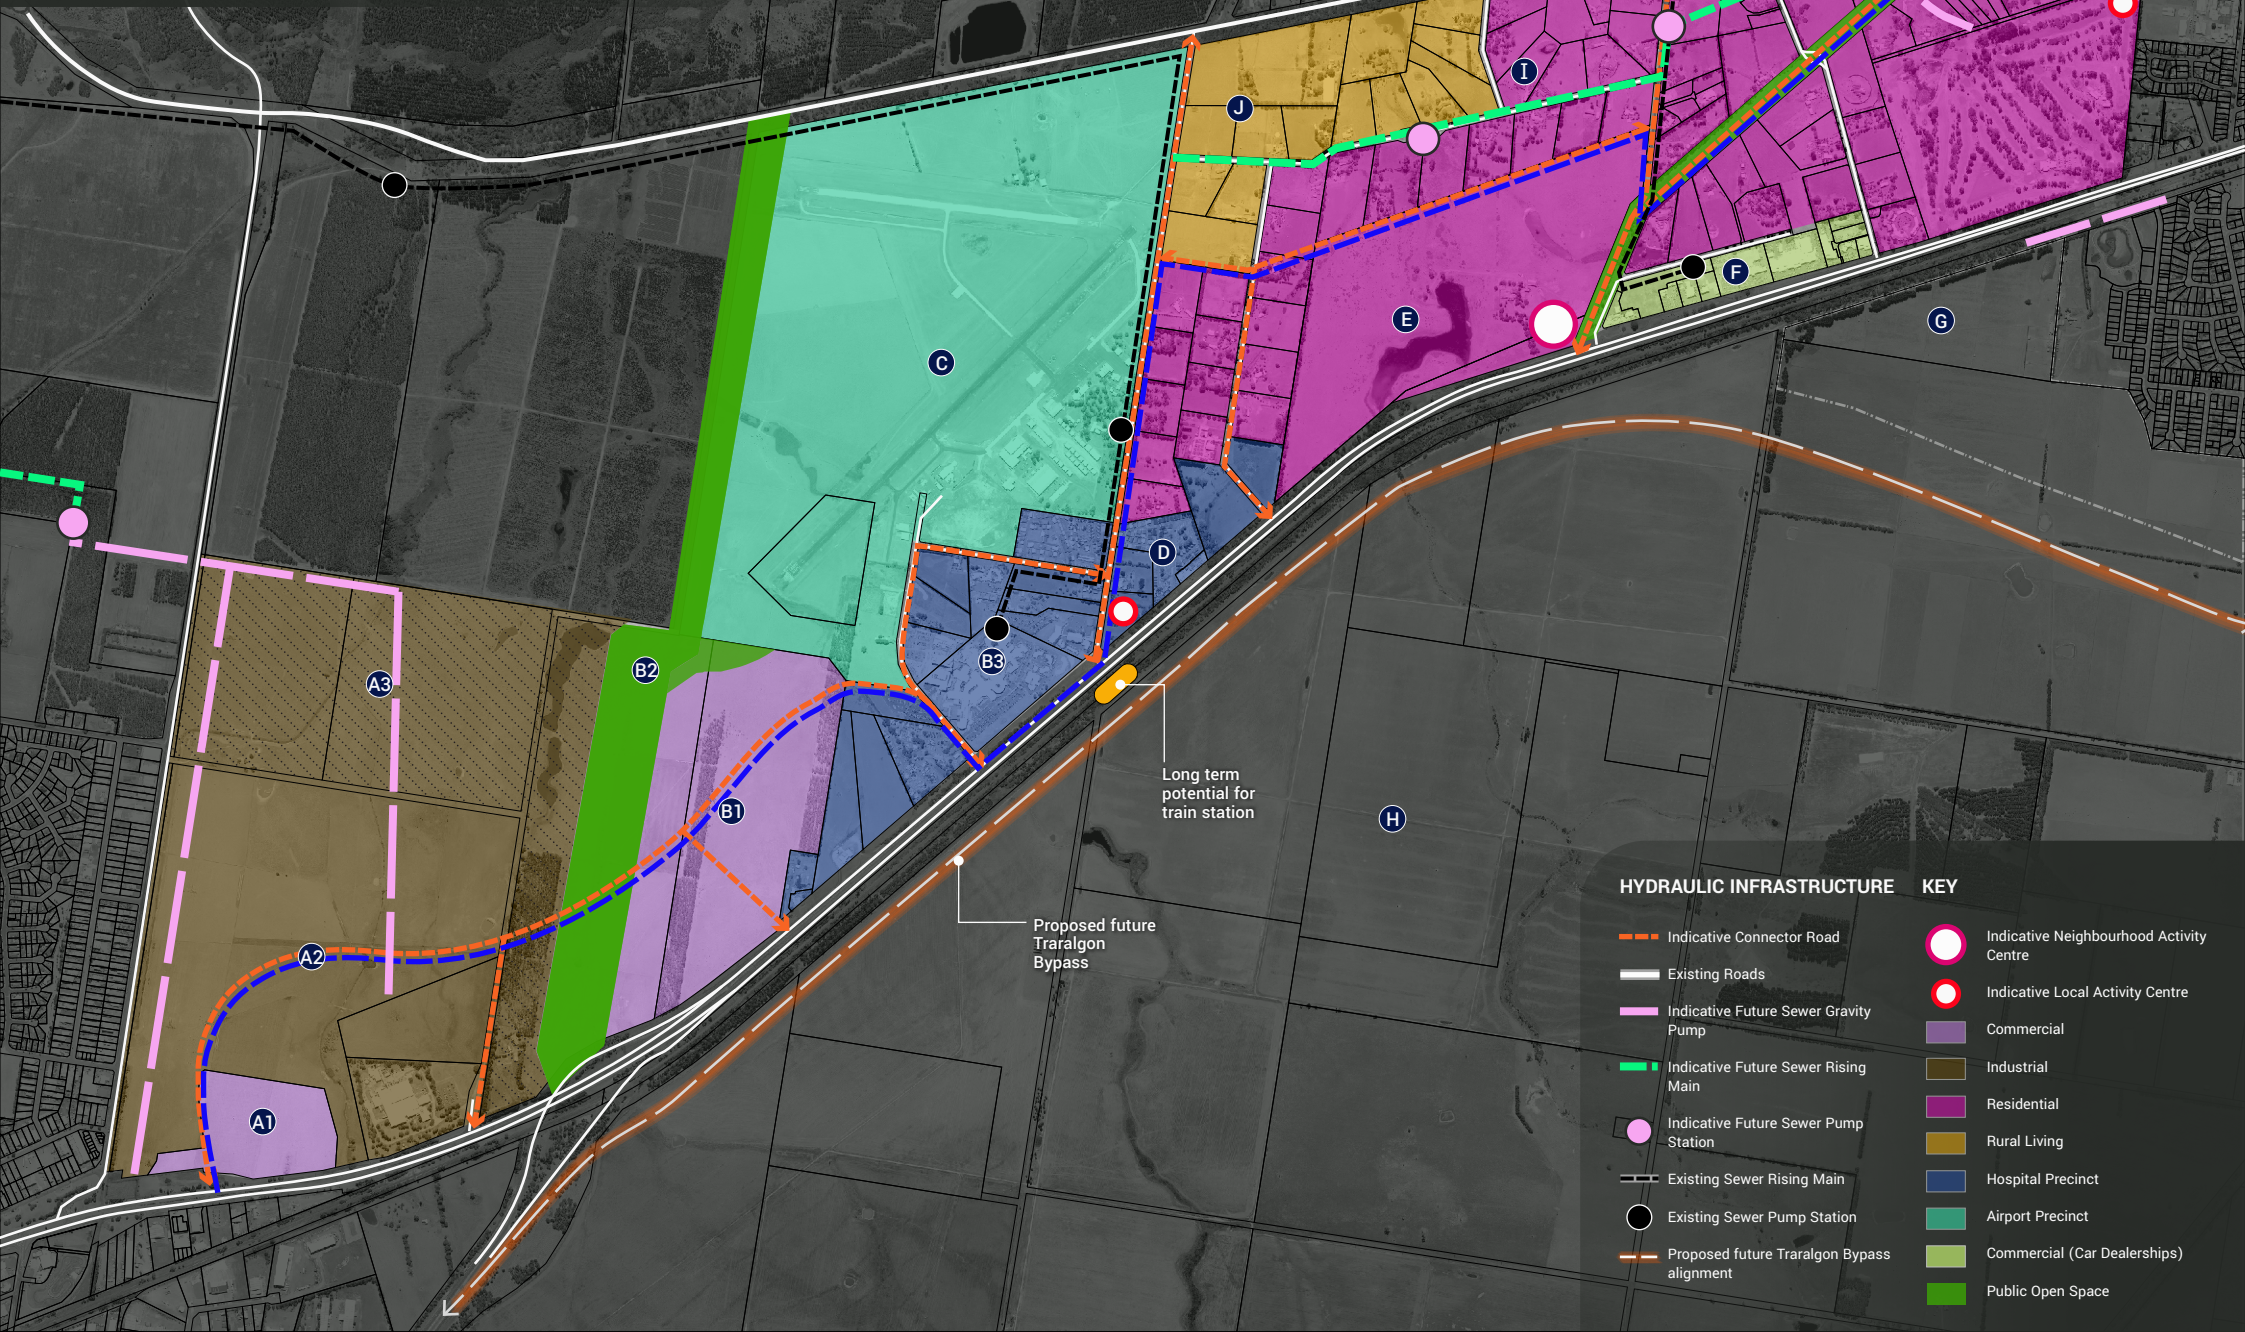 I
J
F
G
E
C
D
B3
B2
A3
Long term
potential for
train station
B1
H
Proposed future
Traralgon
Bypass
A2
A1
HYDRAULIC INFRASTRUCTURE
Indicative Connector Road
Existing Roads
Indicative Future Sewer Gravity
Pump
Indicative Future Sewer Rising
Main
Indicative Future Sewer Pump
Station
Existing Sewer Rising Main
Existing Sewer Pump Station
Proposed future Traralgon Bypass
alignment
KEY
Indicative Neighbourhood Activity
Centre
Indicative Local Activity Centre
Commercial
Industrial
Residential
Rural Living
Hospital Precinct
Airport Precinct
Commercial (Car Dealerships)
Public Open Space